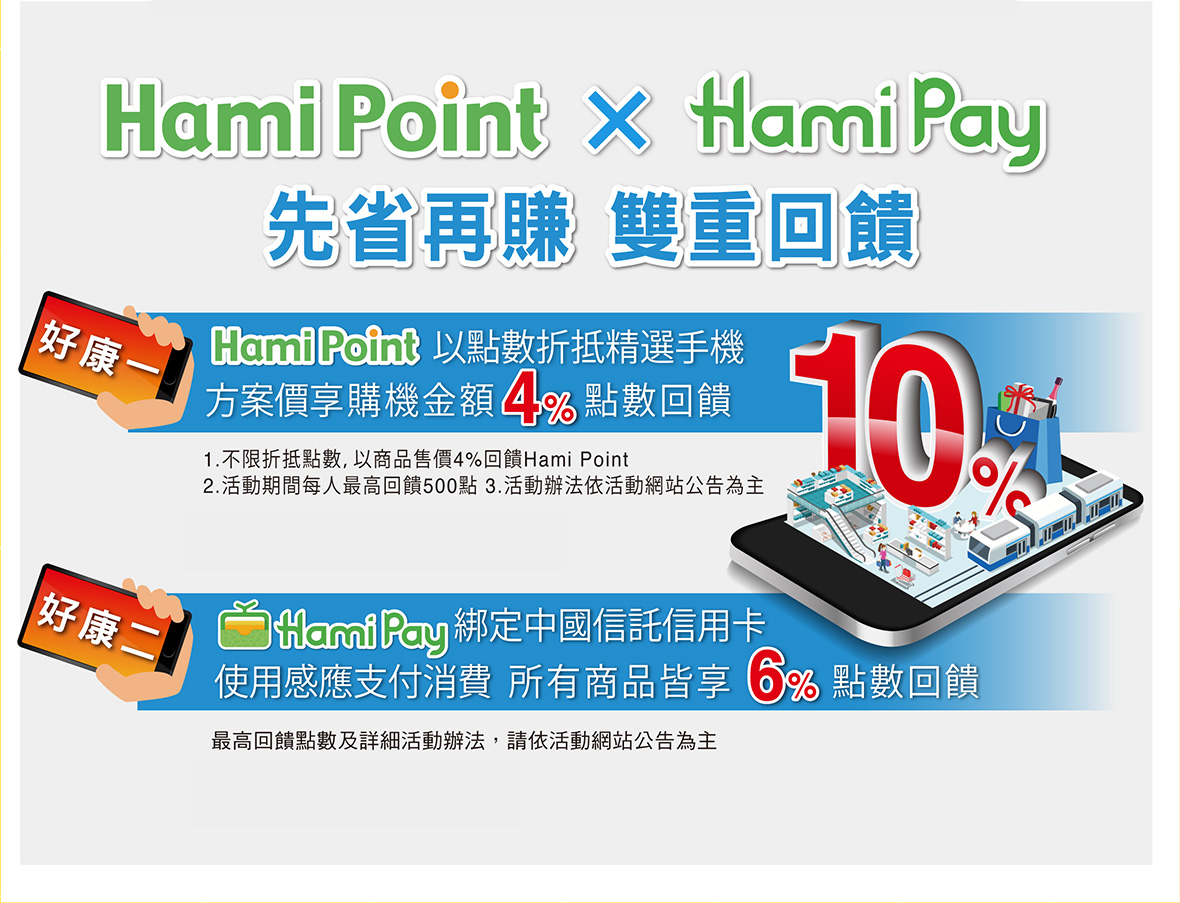 Hami Point × Hami Pay
先省再賺 雙重回饋
好康一
Hami Point 以點數折抵精選手機
方案價享購機金額4%點數回饋
10%
1.不限折抵點數,以商品售價4%回饋Hami Point
2.活動期間每人最高回饋500點 3.活動辦法依活動網站公告為主
好康二
Hami Pay 綁定中國信託信用卡
使用感應支付消費 所有商品皆享 6% 點數回饋
最高回饋點數及詳細活動辦法，請依活動網站公告為主